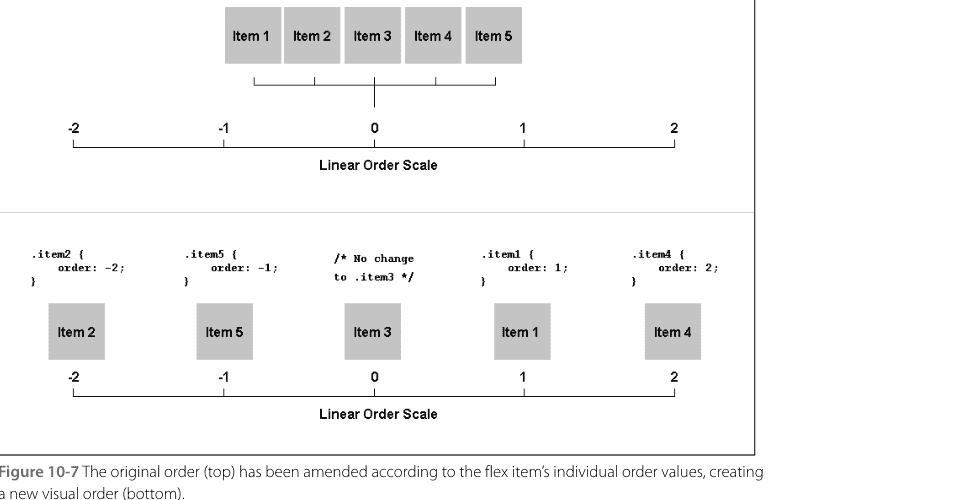 Item 1 Item 2 Item 3 Item 4 Item 5
-2 -1 0 1 2
Linear Order Scale
.item2 {
order: -2;
}
.item5 {
order: -1;
}
/* No change
to .item3 */
.item1 {
order: 1;
}
.item4 {
order: 2;
}
Item 2 Item 5 Item 3 Item 1 Item 4
-2 -1 0 1 2
Linear Order Scale
Figure 10-7 The original order (top) has been amended according to the flex item's individual order values, creating
a new visual order (bottom).